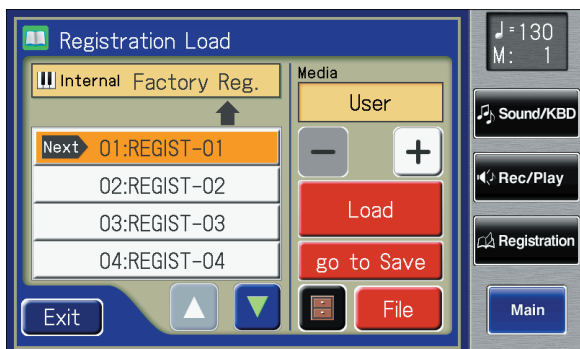 Registration Load
Internal Factory Reg.
Next 01:REGIST-01
02:REGIST-02
03:REGIST-03
04:REGIST-04
Exit
Media
User
Load
go to Save
File
♩=130
M: 1
Sound/KBD
Rec/Play
Registration
Main